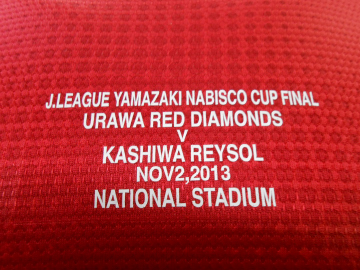 J.LEAGUE YAMAZAKI NABISCO CUP FINAL
URAWA RED DIAMONDS
V
KASHIWA REYSOL
NOV2,2013
NATIONAL STADIUM